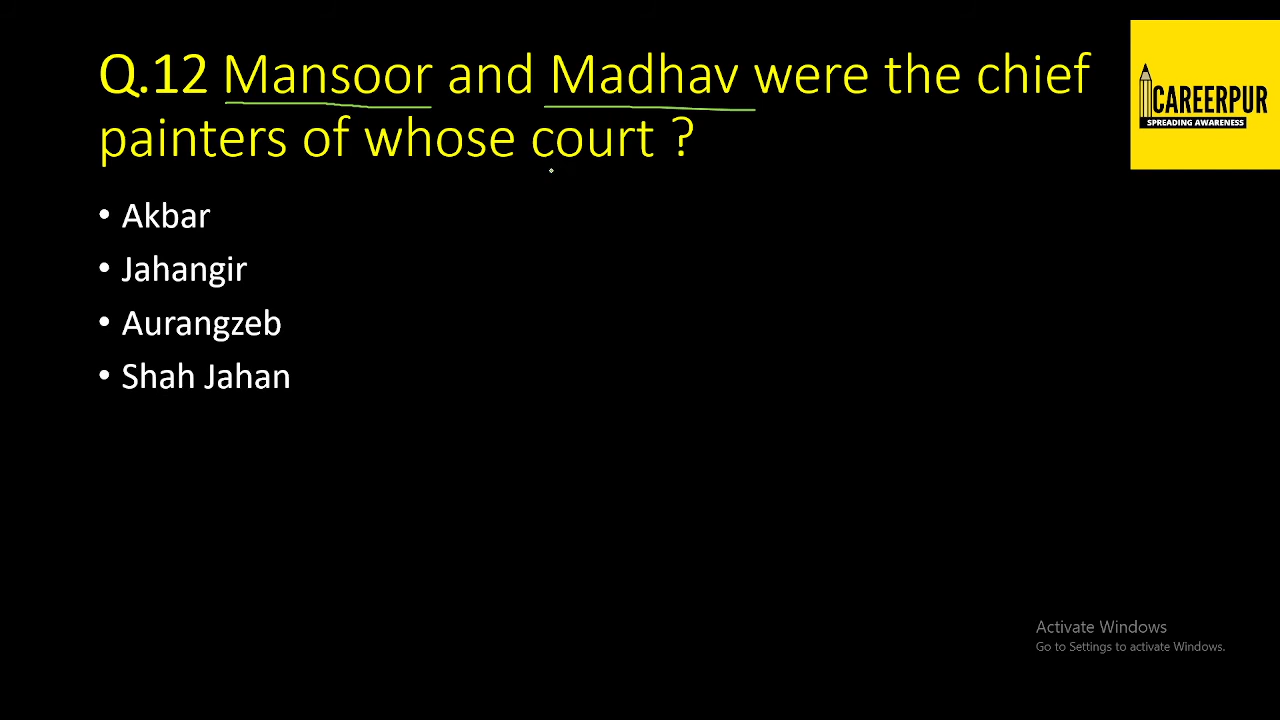 Q.12 Mansoor and Madhav were the chief
painters of whose court ?
CAREERPUR
SPREADING AWARENESS
• Akbar
• Jahangir
• Aurangzeb
• Shah Jahan
Activate Windows
Go to Settings to activate Windows.